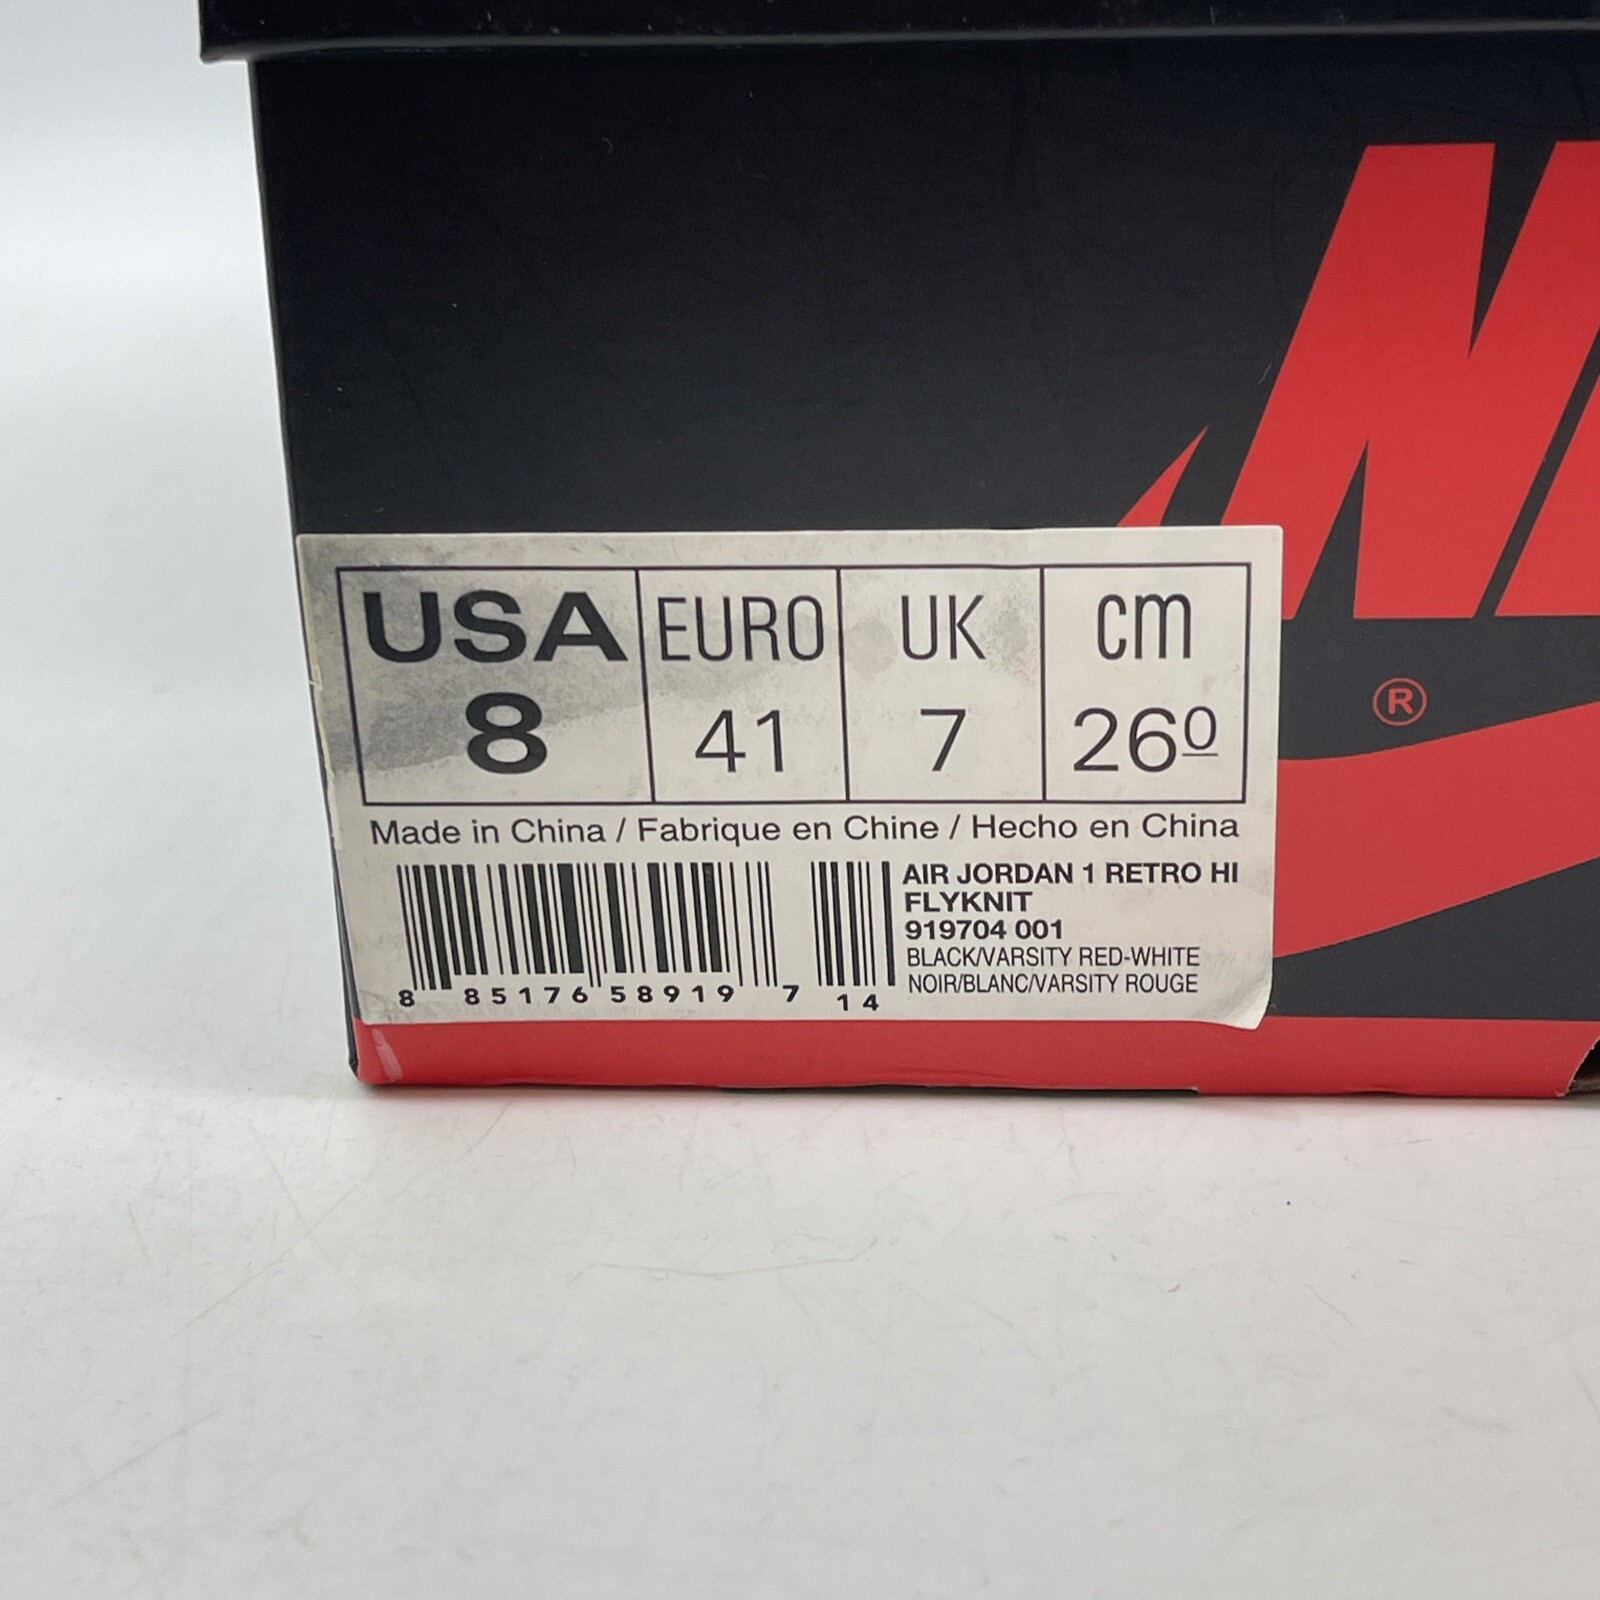 USA EURO UK cm
8 41 7 260
Made in China / Fabrique en Chine / Hecho en China
AIR JORDAN 1 RETRO HI
FLYKNIT
919704 001
BLACK/VARSITY RED-WHITE
NOIR/BLANC/VARSITY ROUGE
8 85176 58919 7 14
®